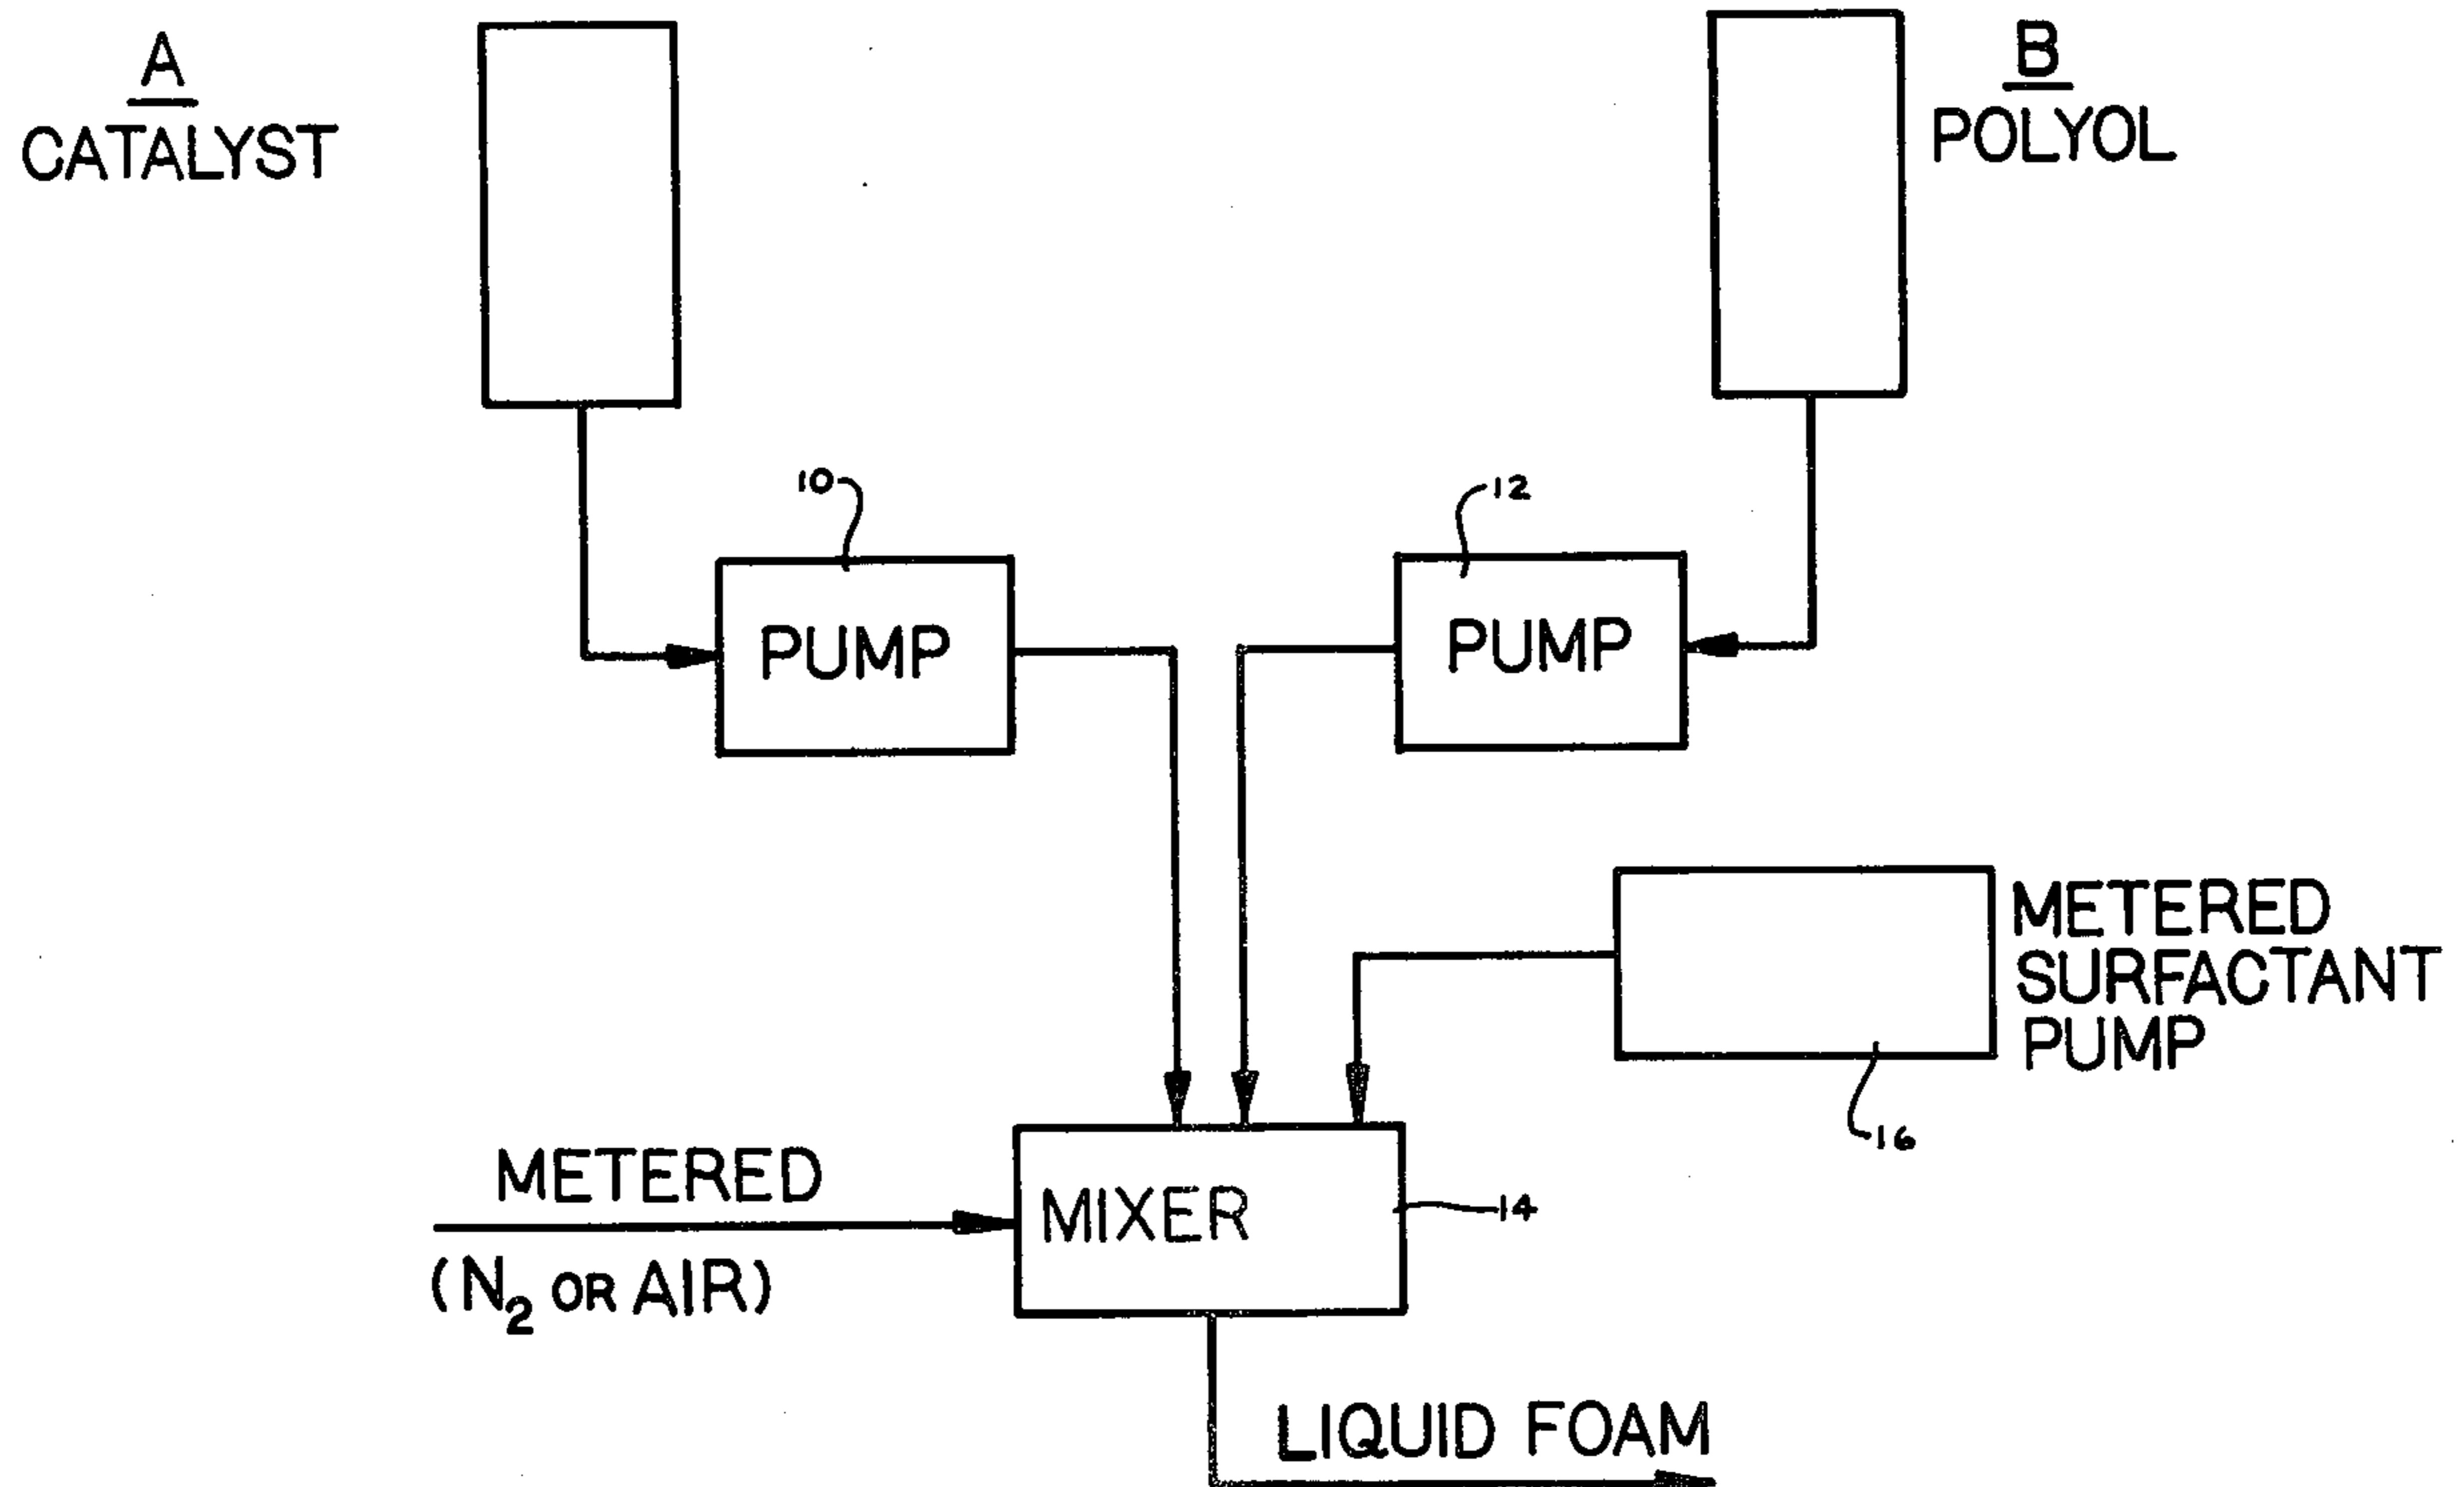 A
CATALYST
B
POLYOL
10
12
PUMP
PUMP
METERED
SURFACTANT
PUMP
16
METERED
(N₂ OR AIR)
MIXER
14
LIQUID FOAM